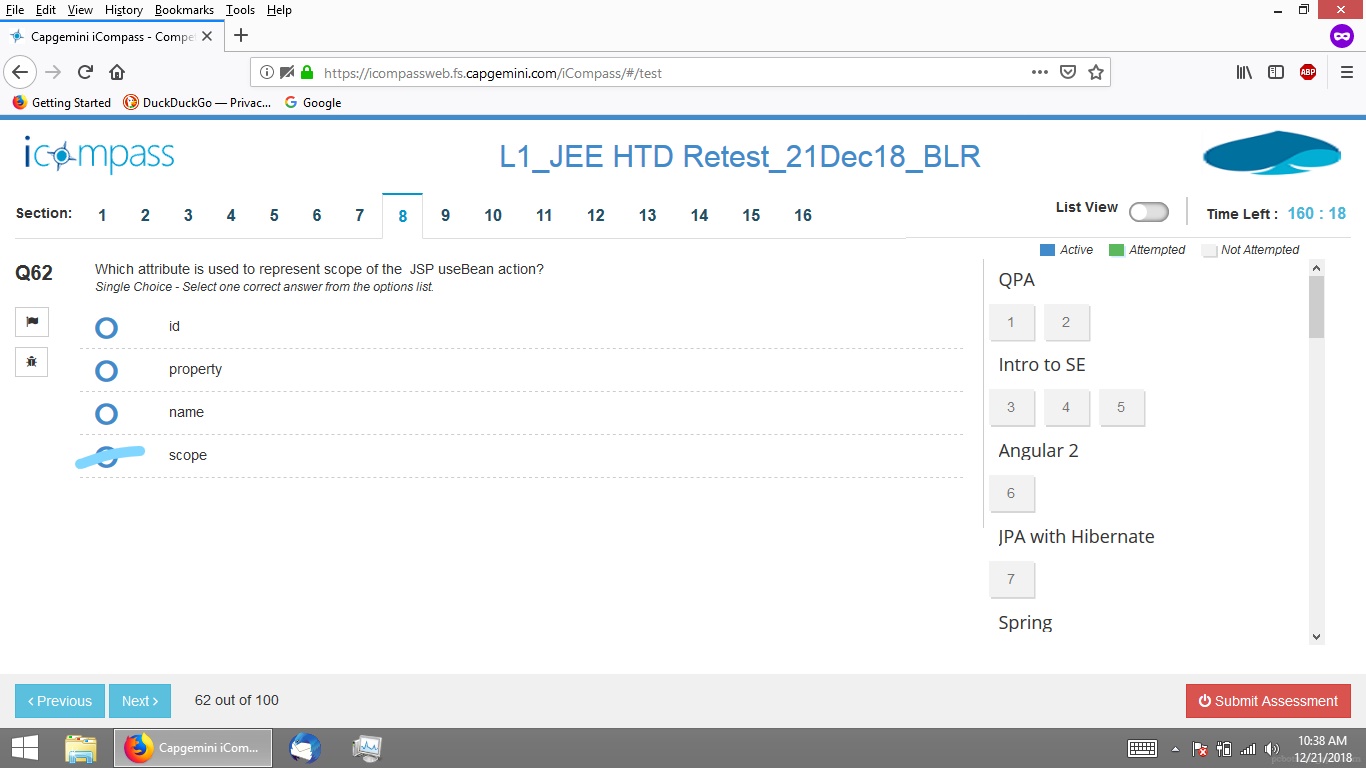 File Edit View History Bookmarks Tools Help
Capgemini iCompass - Compe
https://icompassweb.fs.capgemini.com/iCompass/#/test
ABP
Getting Started DuckDuckGo — Privac... Google
icompass
L1_JEE HTD Retest_21Dec18_BLR
Section: 1 2 3 4 5 6 7 8 9 10 11 12 13 14 15 16
List View
Time Left : 160 : 18
Active Attempted Not Attempted
Q62
Which attribute is used to represent scope of the JSP useBean action?
Single Choice - Select one correct answer from the options list.
id
property
name
scope
QPA
1 2
Intro to SE
3 4 5
Angular 2
6
JPA with Hibernate
7
Spring
Previous Next 62 out of 100
Submit Assessment
Capgemini iCom...
10:38 AM
12/21/2018